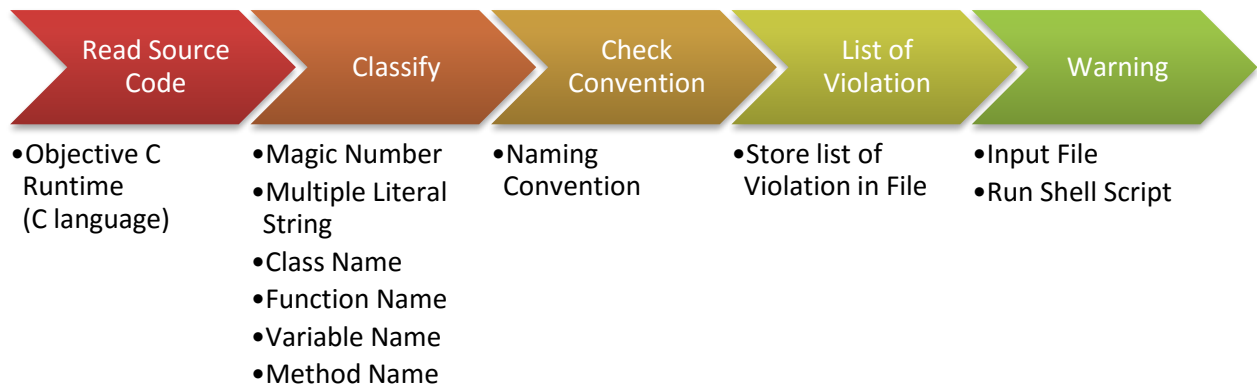 Read Source
Code
Classify
Check
Convention
List of
Violation
Warning
•Objective C
Runtime
(C language)
•Magic Number
•Multiple Literal
String
•Class Name
•Function Name
•Variable Name
•Method Name
•Naming
Convention
•Store list of
Violation in File
•Input File
•Run Shell Script